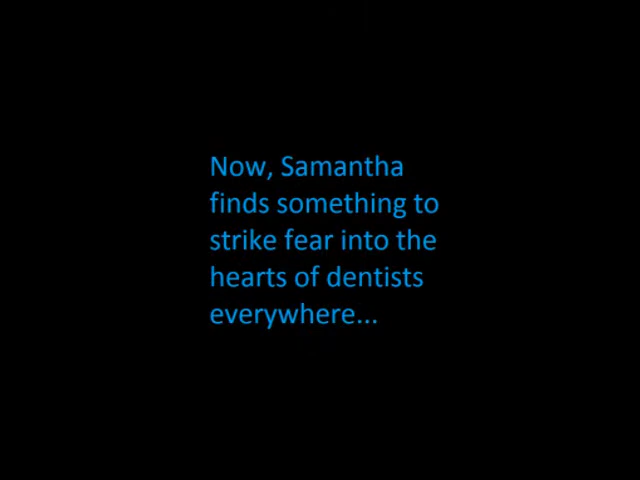 Now, Samantha
finds something to
strike fear into the
hearts of dentists
everywhere...